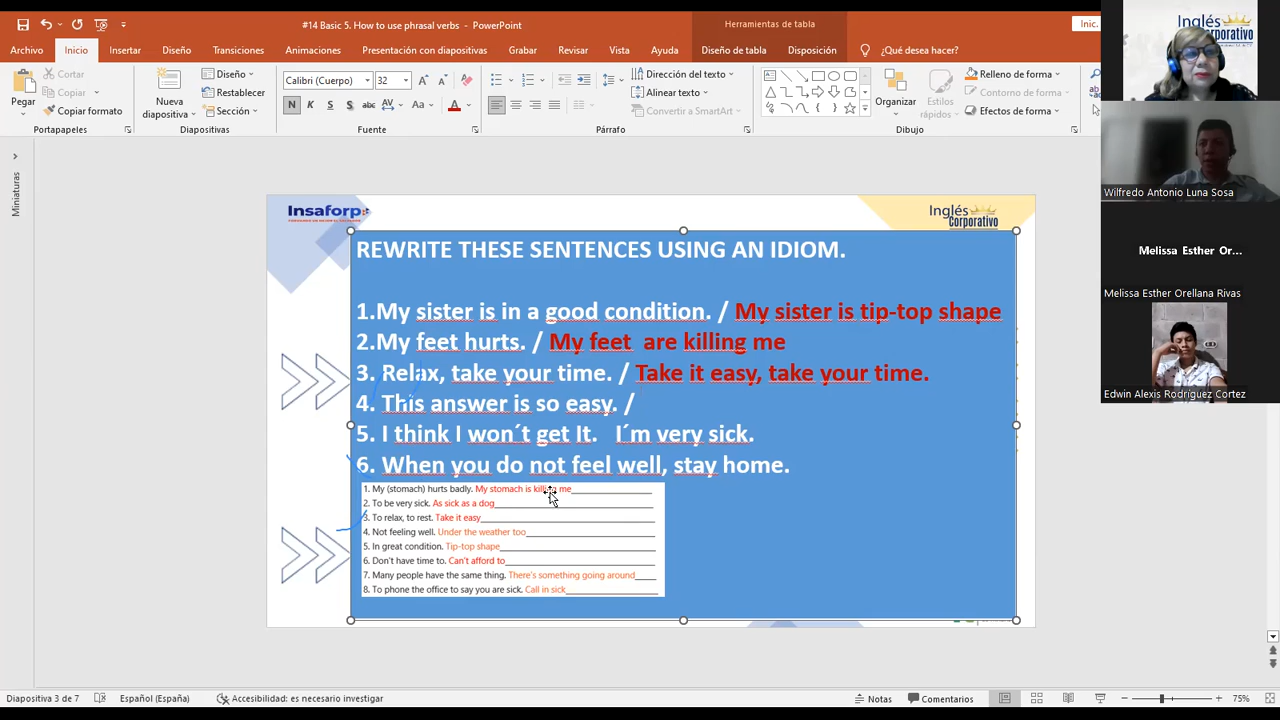 #14 Basic 5. How to use phrasal verbs - PowerPoint
Herramientas de tabla
Inic.
Archivo Inicio Insertar Diseño Transiciones Animaciones Presentación con diapositivas Grabar Revisar Vista Ayuda Diseño de tabla Disposición ¿Qué desea hacer?
Pegar
Cortar
Copiar
Copiar formato
Portapapeles
Nueva diapositiva
Diseño
Restablecer
Sección
Diapositivas
Calibri (Cuerpo) 32
N K S S abc AV Aa A
Fuente
Dirección del texto
Alinear texto
Convertir a SmartArt
Párrafo
Organizar
Estilos rápidos
Relleno de forma
Contorno de forma
Efectos de forma
Dibujo
Miniaturas
Insaforp
Inglés Corporativo
REWRITE THESE SENTENCES USING AN IDIOM.
1.My sister is in a good condition. / My sister is tip-top shape
2.My feet hurts. / My feet are killing me
3. Relax, take your time. / Take it easy, take your time.
4. This answer is so easy. /
5. I think I won´t get It. I´m very sick.
6. When you do not feel well, stay home.
1. My (stomach) hurts badly. My stomach is killing me
2. To be very sick. As sick as a dog
3. To relax, to rest. Take it easy
4. Not feeling well. Under the weather too
5. In great condition. Tip-top shape
6. Don't have time to. Can't afford to
7. Many people have the same thing. There's something going around
8. To phone the office to say you are sick. Call in sick
Inglés Corporativo
Wilfredo Antonio Luna Sosa
Melissa Esther Or...
Melissa Esther Orellana Rivas
Edwin Alexis Rodríguez Cortez
Diapositiva 3 de 7 Español (España) Accesibilidad: es necesario investigar Notas Comentarios 75%